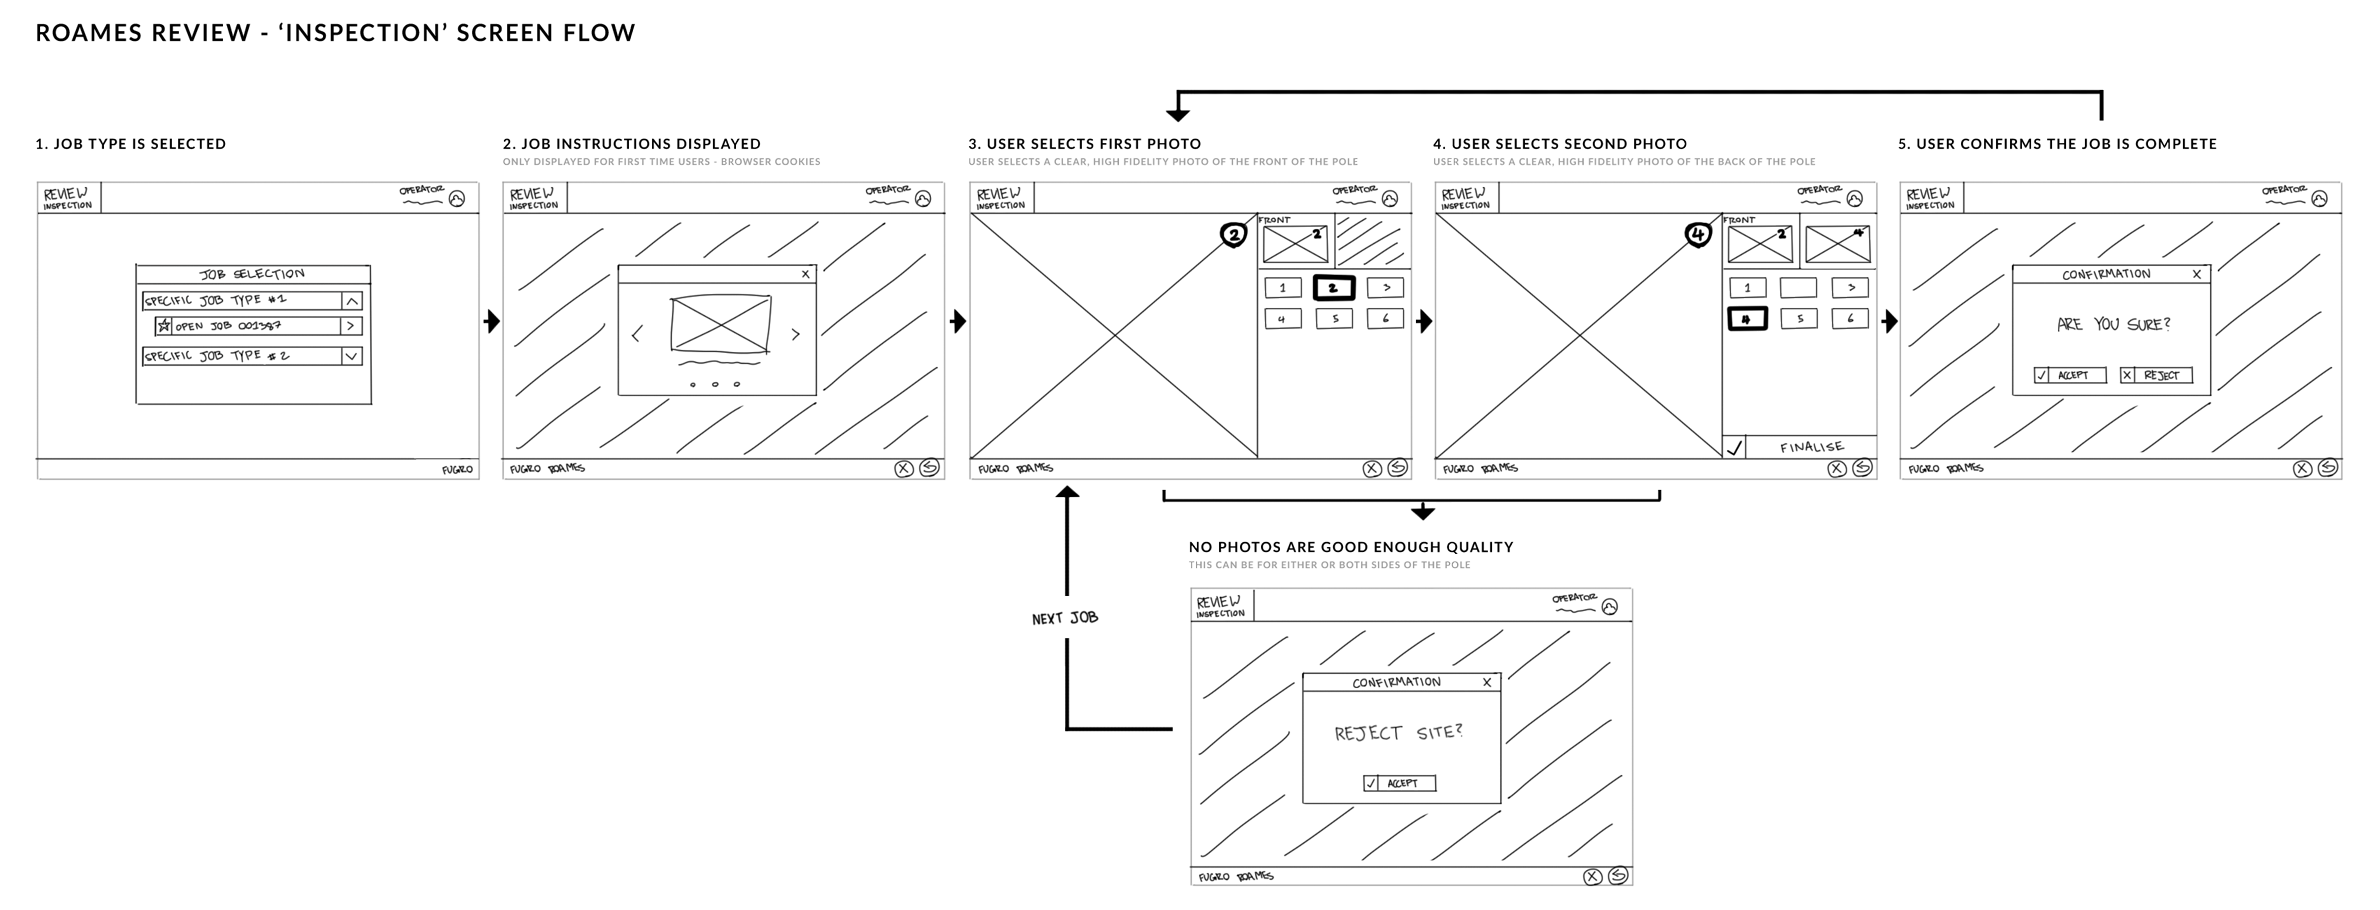 ROAMES REVIEW - ‘INSPECTION’ SCREEN FLOW
1. JOB TYPE IS SELECTED
REVIEW
INSPECTION
OPERATOR
JOB SELECTION
SPECIFIC JOB TYPE #1
OPEN JOB 001387
SPECIFIC JOB TYPE #2
FUGRO
2. JOB INSTRUCTIONS DISPLAYED
ONLY DISPLAYED FOR FIRST TIME USERS - BROWSER COOKIES
REVIEW
INSPECTION
OPERATOR
X
FUGRO ROAMES
X
3. USER SELECTS FIRST PHOTO
USER SELECTS A CLEAR, HIGH FIDELITY PHOTO OF THE FRONT OF THE POLE
REVIEW
INSPECTION
OPERATOR
2
FRONT
2
1 2 3
4 5 6
FUGRO ROAMES
X
4. USER SELECTS SECOND PHOTO
USER SELECTS A CLEAR, HIGH FIDELITY PHOTO OF THE BACK OF THE POLE
REVIEW
INSPECTION
OPERATOR
4
FRONT
2 4
1 3
4 5 6
FINALISE
FUGRO ROAMES
X
5. USER CONFIRMS THE JOB IS COMPLETE
REVIEW
INSPECTION
OPERATOR
CONFIRMATION X
ARE YOU SURE?
ACCEPT X REJECT
FUGRO ROAMES
X
NO PHOTOS ARE GOOD ENOUGH QUALITY
THIS CAN BE FOR EITHER OR BOTH SIDES OF THE POLE
REVIEW
INSPECTION
OPERATOR
CONFIRMATION X
REJECT SITE?
ACCEPT
FUGRO ROAMES
X
NEXT JOB